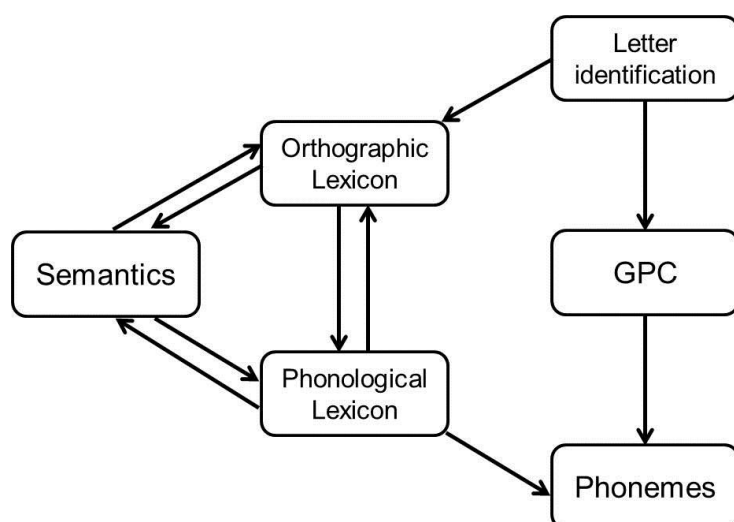 Letter
identification
Orthographic
Lexicon
Semantics
GPC
Phonological
Lexicon
Phonemes